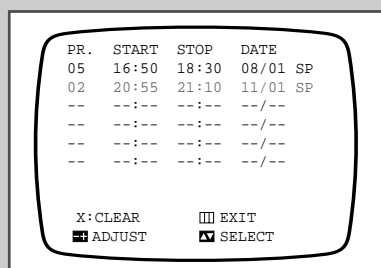 PR. START STOP DATE
05 16:50 18:30 08/01 SP
02 20:55 21:10 11/01 SP
-- --:-- --:-- --/--
-- --:-- --:-- --/--
-- --:-- --:-- --/--
-- --:-- --:-- --/--
X:CLEAR EXIT
-+ ADJUST SELECT